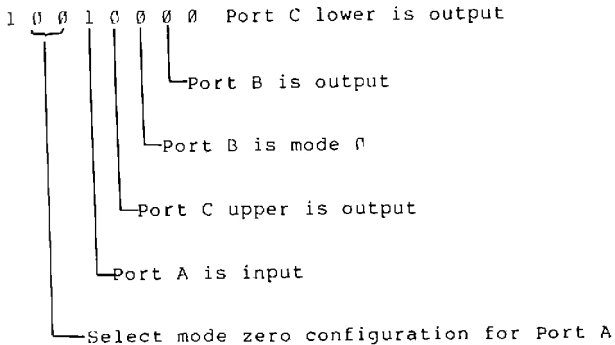 1 0 0 1 0 0 0 0 Port C lower is output
Port B is output
Port B is mode 0
Port C upper is output
Port A is input
Select mode zero configuration for Port A